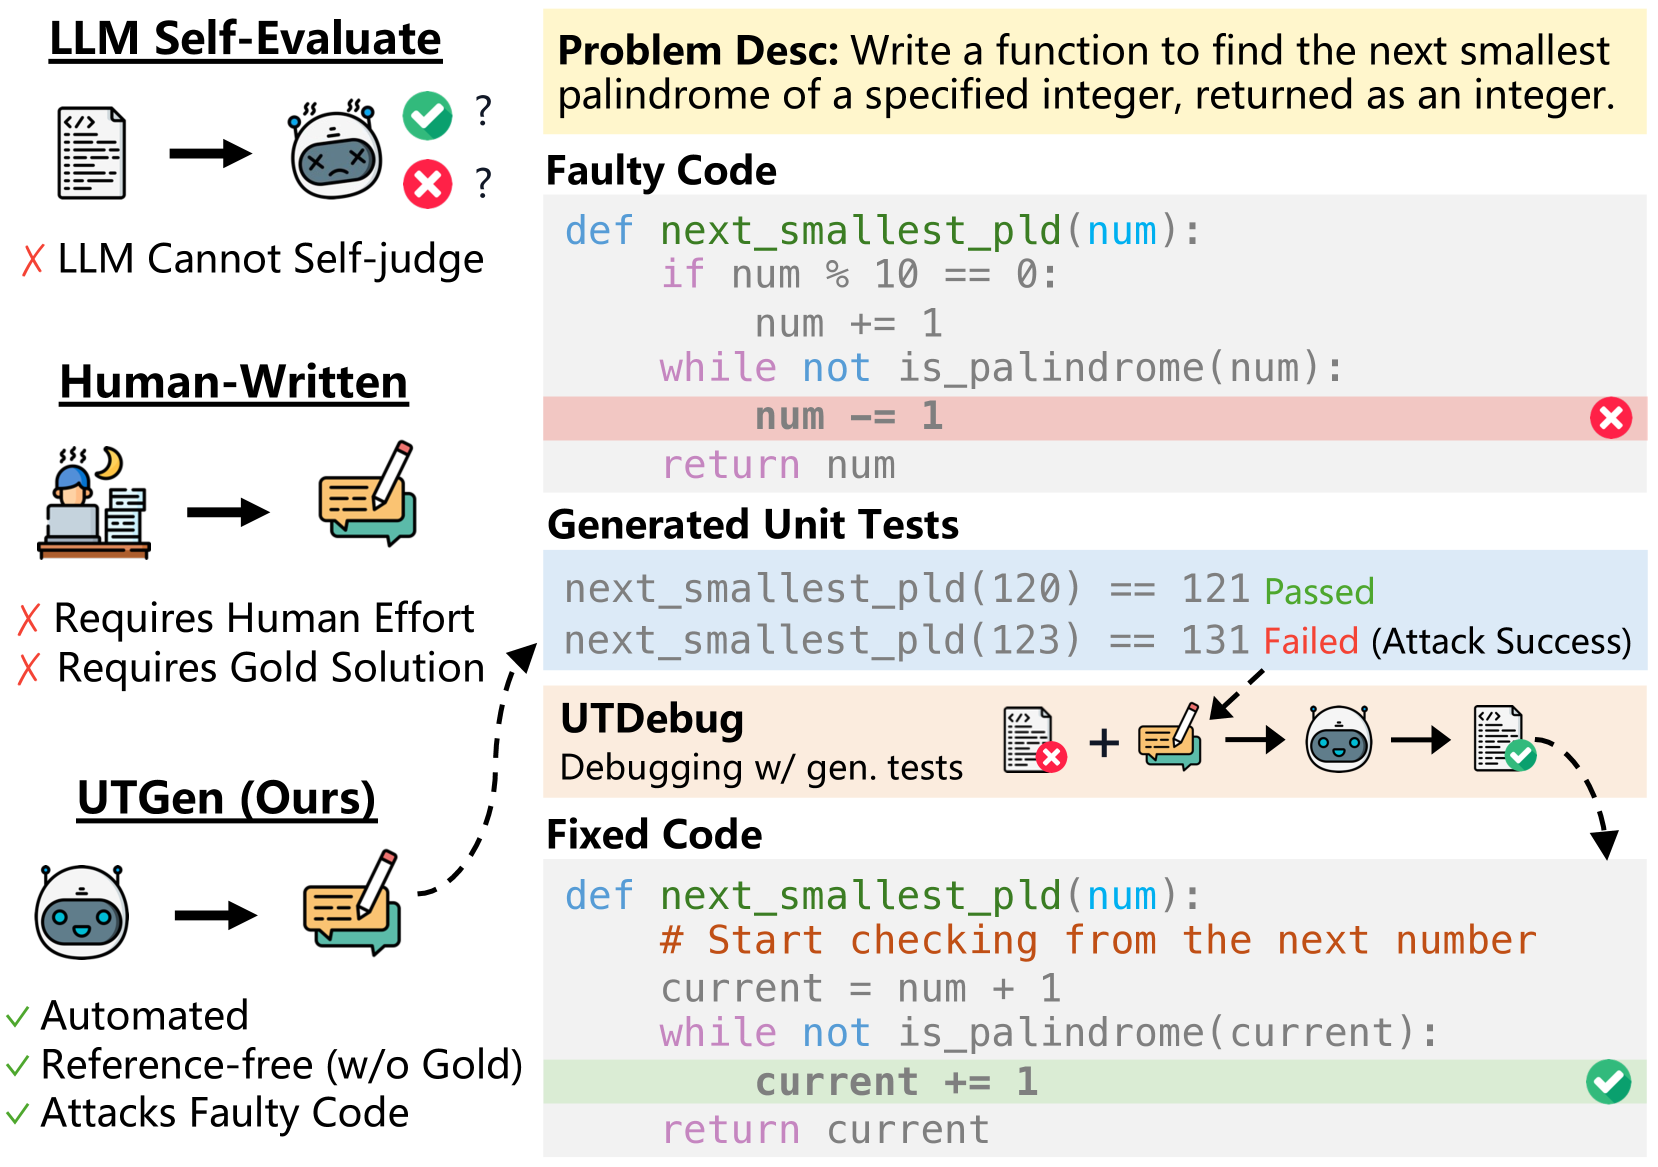 LLM Self-Evaluate
</>
?
?
✗ LLM Cannot Self-judge
Human-Written
✗ Requires Human Effort
✗ Requires Gold Solution
UTGen (Ours)
✓ Automated
✓ Reference-free (w/o Gold)
✓ Attacks Faulty Code
Problem Desc: Write a function to find the next smallest
palindrome of a specified integer, returned as an integer.
Faulty Code
def next_smallest_pld(num):
    if num % 10 == 0:
        num += 1
    while not is_palindrome(num):
        num -= 1
    return num
Generated Unit Tests
next_smallest_pld(120) == 121 Passed
next_smallest_pld(123) == 131 Failed (Attack Success)
UTDebug
Debugging w/ gen. tests
</>
+
</>
Fixed Code
def next_smallest_pld(num):
    # Start checking from the next number
    current = num + 1
    while not is_palindrome(current):
        current += 1
    return current